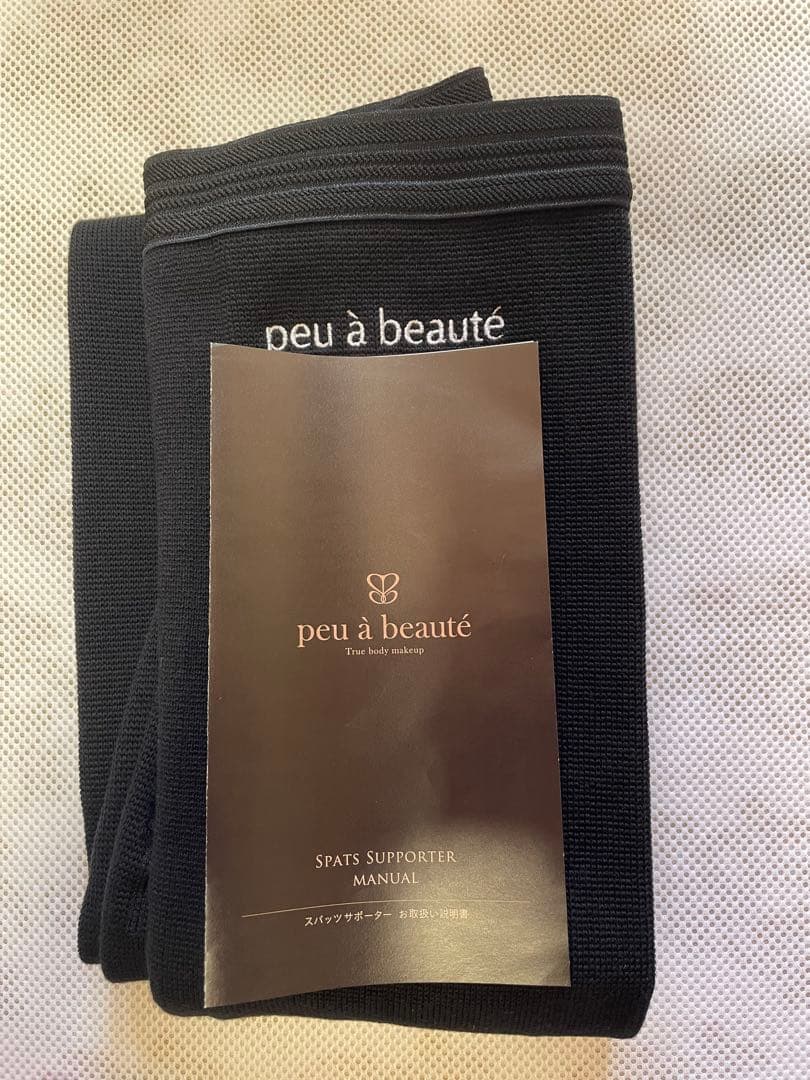 peu à beauté
peu à beauté
True body makeup
SPATS SUPPORTER
MANUAL
スパッツサポーター お取扱い説明書